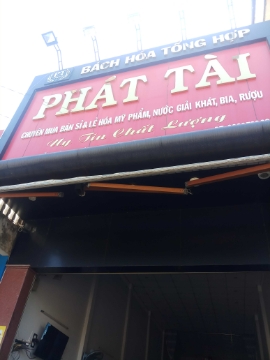 BÁCH HÓA TỔNG HỢP
PHÁT TÀI
CHUYÊN MUA BÁN SỈ & LẺ HÓA MỸ PHẨM, NƯỚC GIẢI KHÁT, BIA, RƯỢU
Uy Tín Chất Lượng